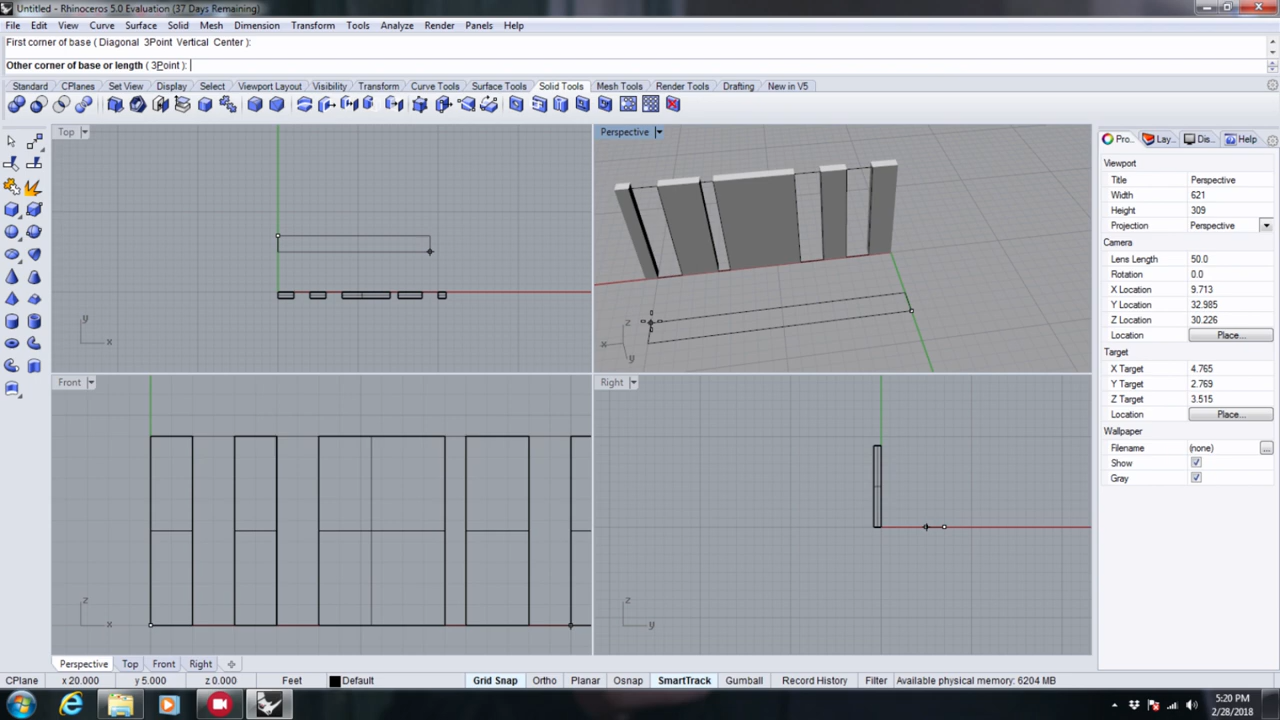 Untitled - Rhinoceros 5.0 Evaluation (37 Days Remaining)
File Edit View Curve Surface Solid Mesh Dimension Transform Tools Analyze Render Panels Help
First corner of base ( Diagonal 3Point Vertical Center ):
Other corner of base or length ( 3Point ):
Standard CPlanes Set View Display Select Viewport Layout Visibility Transform Curve Tools Surface Tools Solid Tools Mesh Tools Render Tools Drafting New in V5
Top
y
x
Perspective
z
x
y
Front
z
x
Right
z
y
Pro... Lay... Dis... Help
Viewport
Title Perspective
Width 621
Height 309
Projection Perspective
Camera
Lens Length 50.0
Rotation 0.0
X Location 9.713
Y Location 32.985
Z Location 30.226
Location Place...
Target
X Target 4.765
Y Target 2.769
Z Target 3.515
Location Place...
Wallpaper
Filename (none) ...
Show
Gray
Perspective Top Front Right
CPlane x 20.000 y 5.000 z 0.000 Feet Default Grid Snap Ortho Planar Osnap SmartTrack Gumball Record History Filter Available physical memory: 6204 MB
5:20 PM
2/28/2018